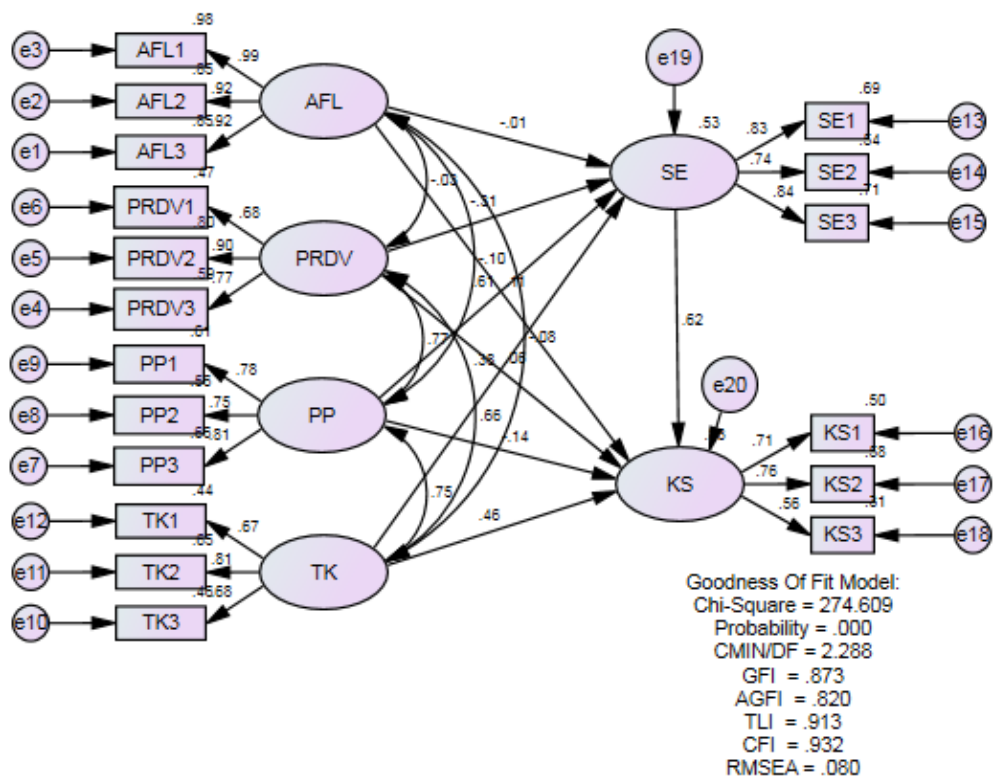 .98
e3 AFL1 .99
e19
.92 .69
e2 AFL2 AFL
.92 -.01 .53 .83 SE1 e13
e1 AFL3
.74
.47 SE SE2 e14
-.03 .84 .71
e6 PRDV1 .68 -.31 SE3 e15
.80
.90
e5 PRDV2 PRDV
-.10
.77 .61
e4 PRDV3
.62
.77 -.08
.61
e9 PP1 .78
e20
.75 .50
e8 PP2 PP .66 KS1 e16
.81 -.14 .71
e7 PP3 .76
KS KS2 e17
.44 .75 .56
e12 TK1 .67 .46 KS3 e18
.65
.81
e11 TK2 TK
.68
e10 TK3
Goodness Of Fit Model:
Chi-Square = 274.609
Probability = .000
CMIN/DF = 2.288
GFI = .873
AGFI = .820
TLI = .913
CFI = .932
RMSEA = .080